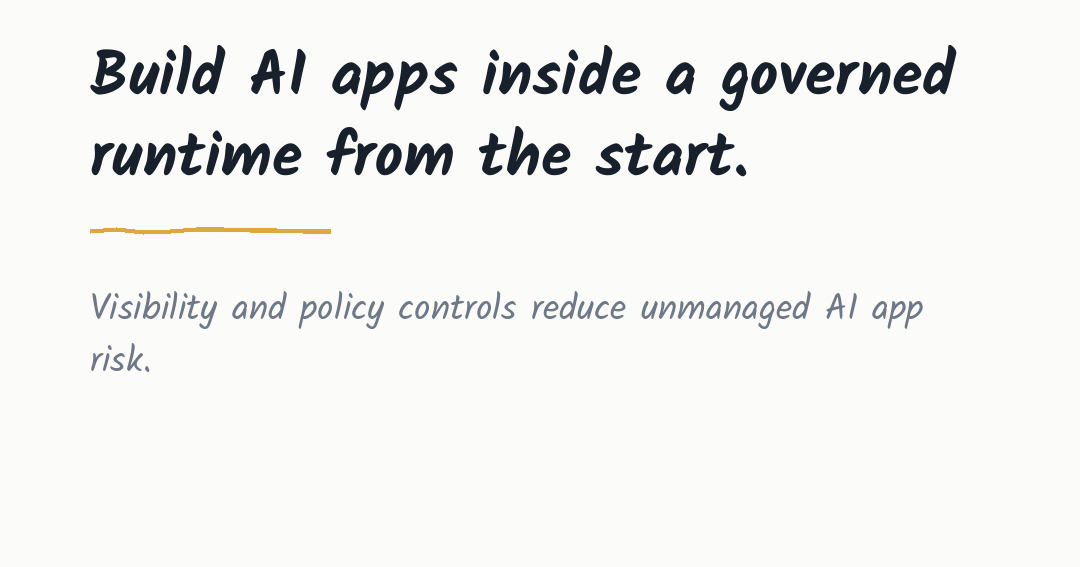 Build AI apps inside a governed
runtime from the start.
Visibility and policy controls reduce unmanaged AI app
risk.